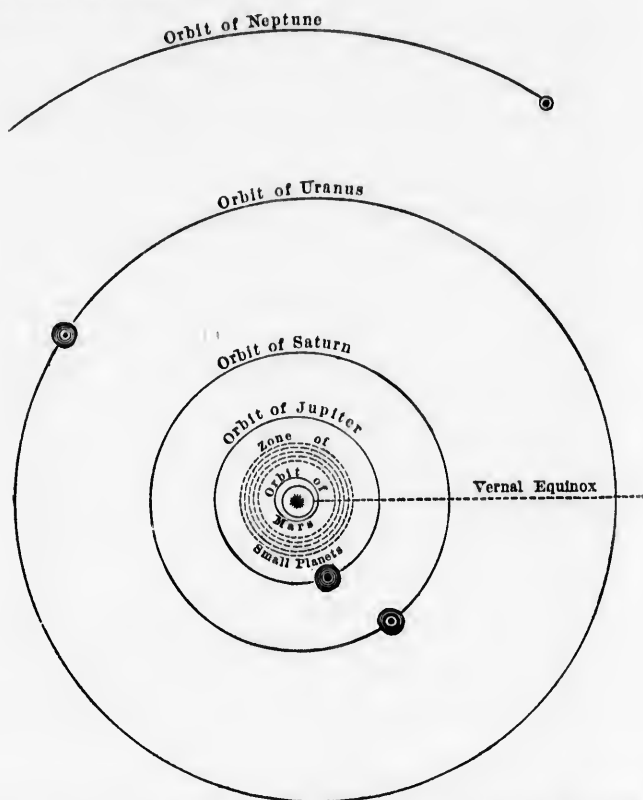 Orbit of Neptune
Orbit of Uranus
Orbit of Saturn
Orbit of Jupiter
Zone of
Orbit of
Mars
Small Planets
Vernal Equinox